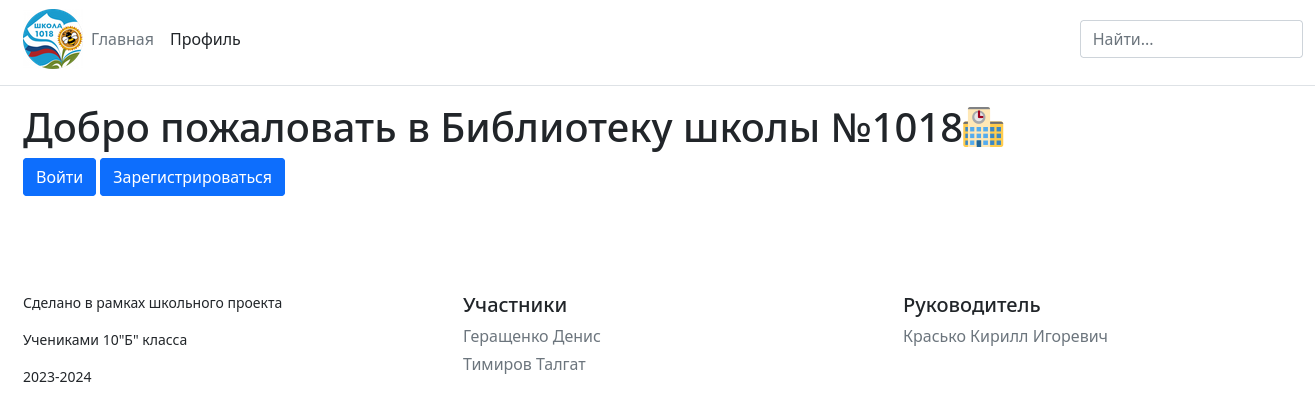 ШКОЛА
1018
Главная Профиль
Найти...
Добро пожаловать в Библиотеку школы №1018🏫
Войти Зарегистрироваться
Сделано в рамках школьного проекта
Учениками 10"Б" класса
2023-2024
Участники
Геращенко Денис
Тимиров Талгат
Руководитель
Красько Кирилл Игоревич